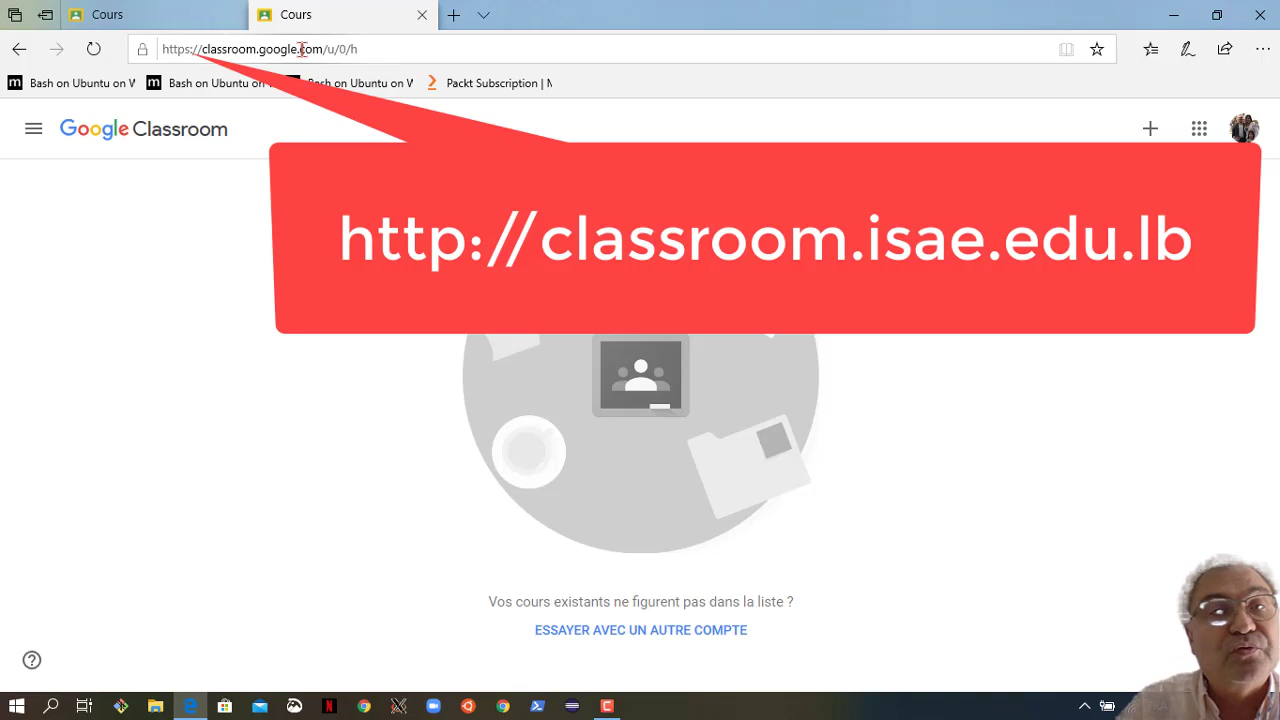 Cours
Cours
https://classroom.google.com/u/0/h
Bash on Ubuntu on W
Bash on Ubuntu on
Bash on Ubuntu on W
Packt Subscription | M
Google Classroom
http://classroom.isae.edu.lb
Vos cours existants ne figurent pas dans la liste ?
ESSAYER AVEC UN AUTRE COMPTE